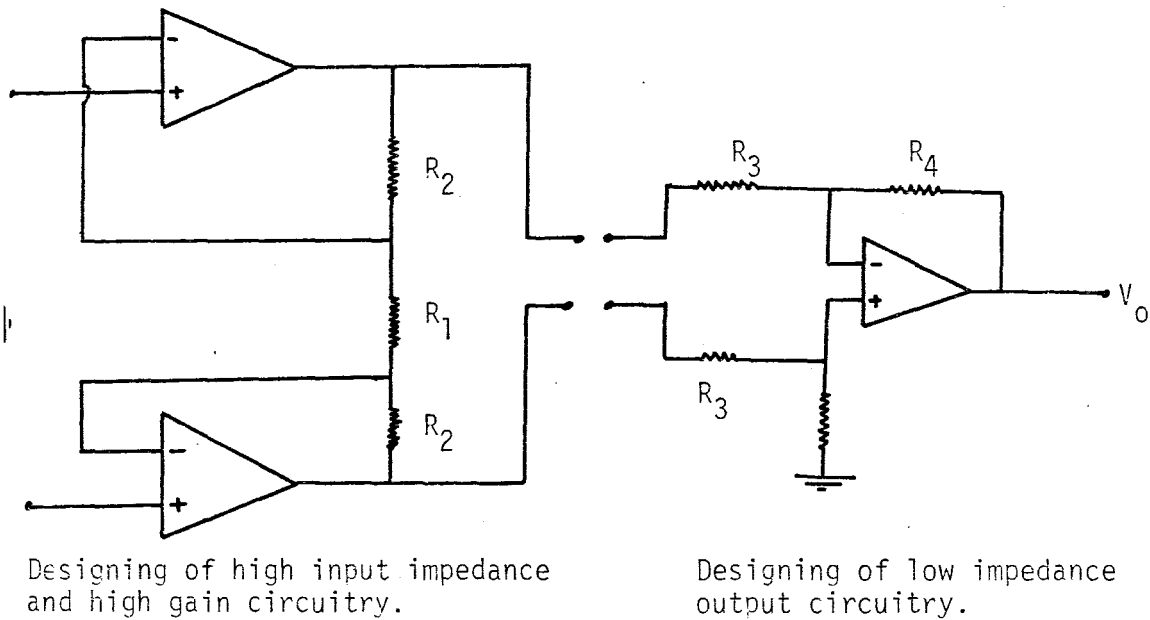 -
+
R2
R1
R2
-
+
R3
R4
-
+
Vo
R3
Designing of high input impedance
and high gain circuitry.
Designing of low impedance
output circuitry.